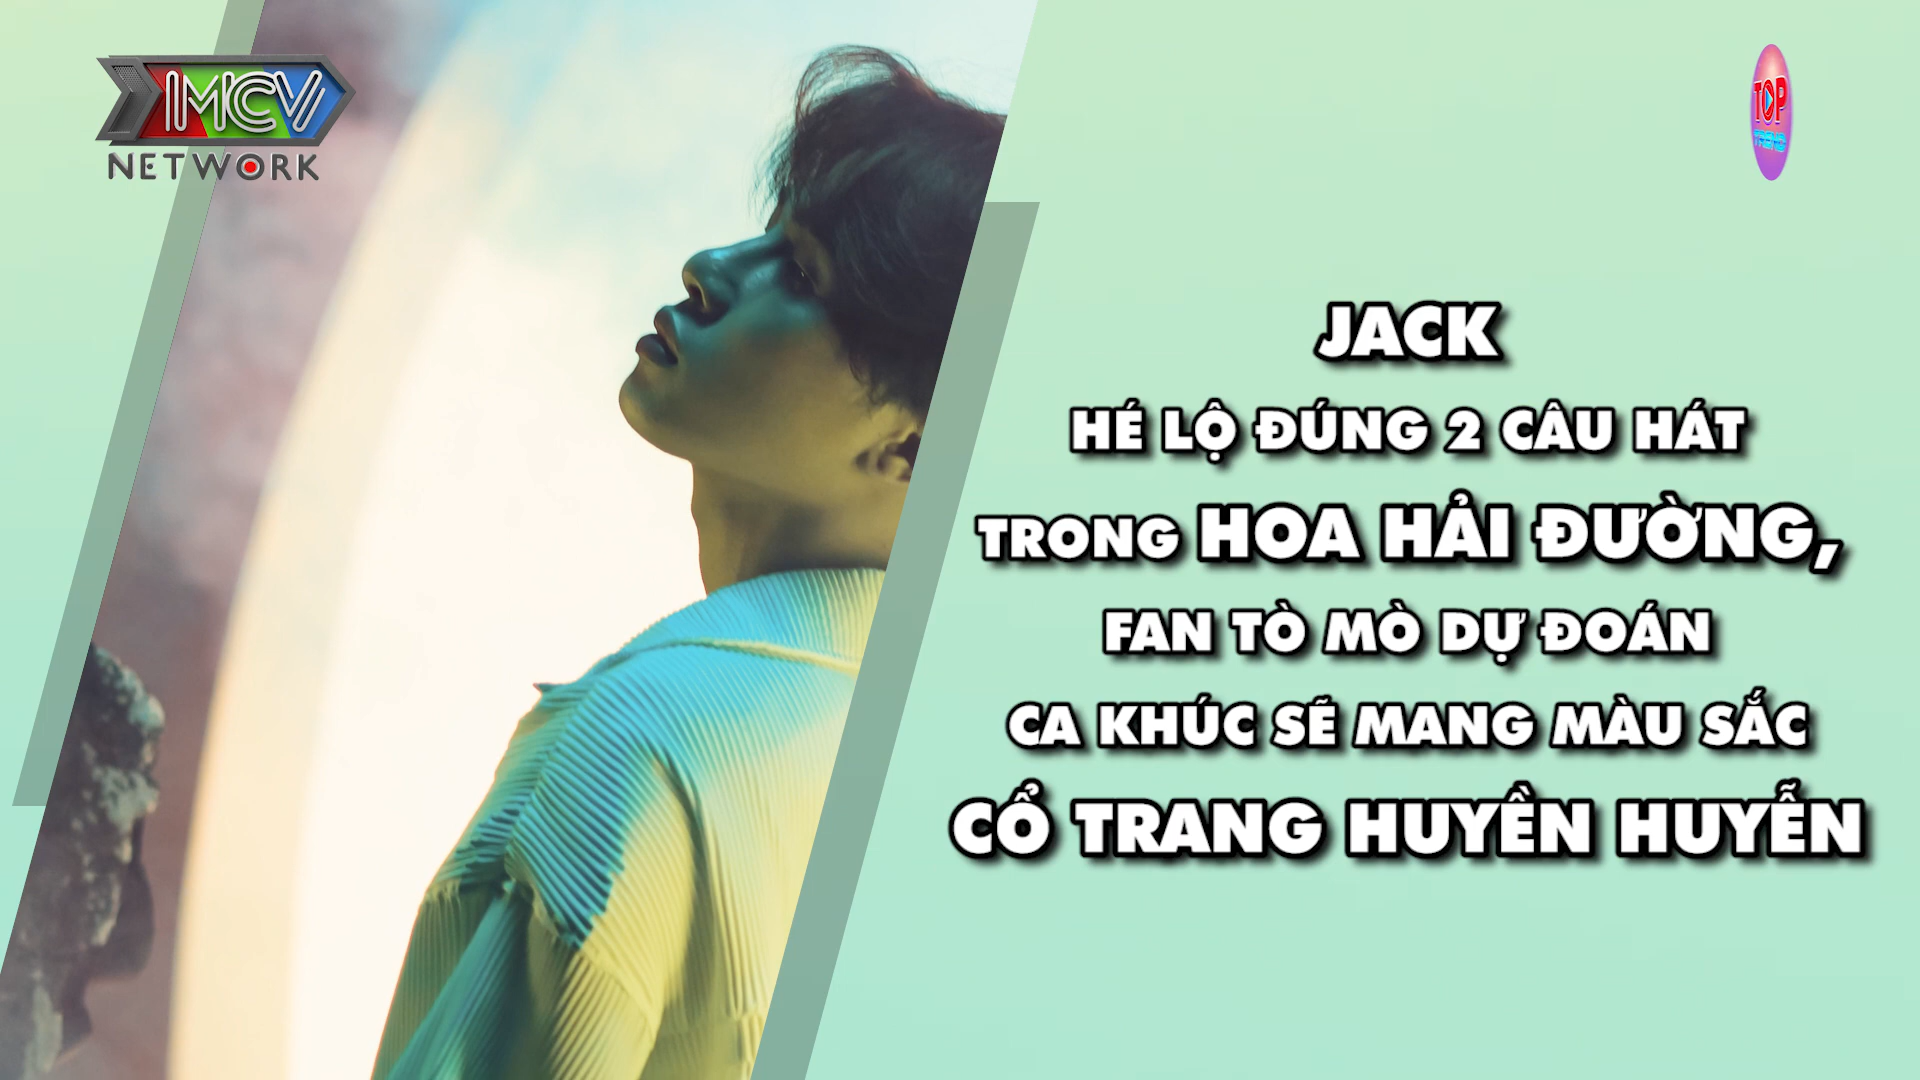 MCV
NETWORK
TOP
TREND
JACK
HÉ LỘ ĐÚNG 2 CÂU HÁT
TRONG HOA HẢI ĐƯỜNG,
FAN TÒ MÒ DỰ ĐOÁN
CA KHÚC SẼ MANG MÀU SẮC
CỔ TRANG HUYỀN HUYỄN